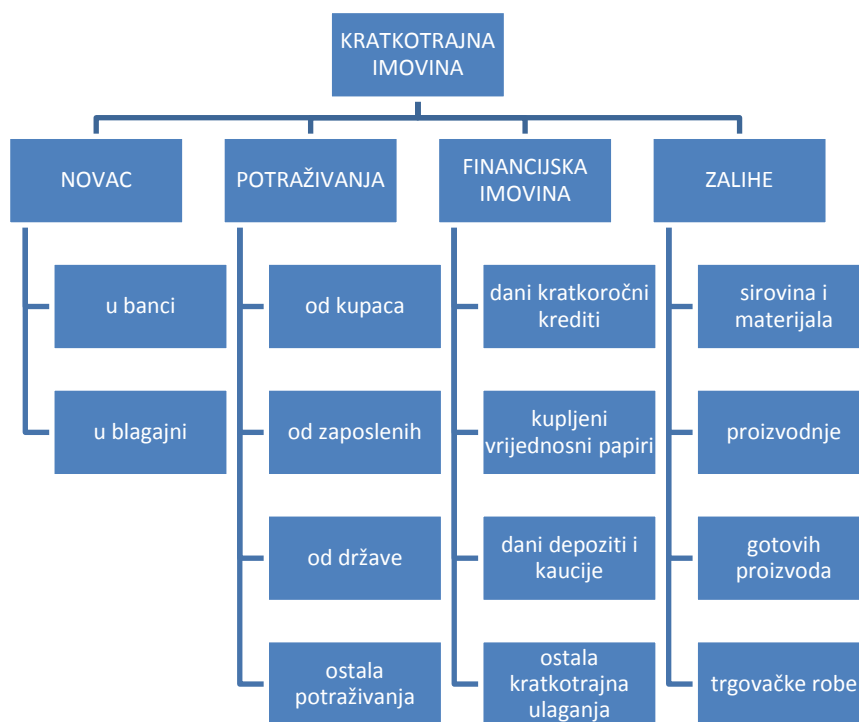 KRATKOTRAJNA
IMOVINA
NOVAC
POTRAŽIVANJA
FINANCIJSKA
IMOVINA
ZALIHE
u banci
u blagajni
od kupaca
od zaposlenih
od države
ostala
potraživanja
dani kratkoročni
krediti
kupljeni
vrijednosni papiri
dani depoziti i
kaucije
ostala
kratkotrajna
ulaganja
sirovina i
materijala
proizvodnje
gotovih
proizvoda
trgovačke robe